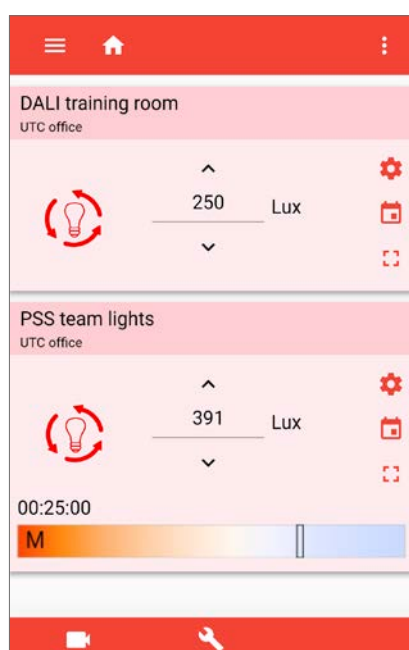 DALI training room
UTC office
250 Lux
PSS team lights
UTC office
391 Lux
00:25:00
M